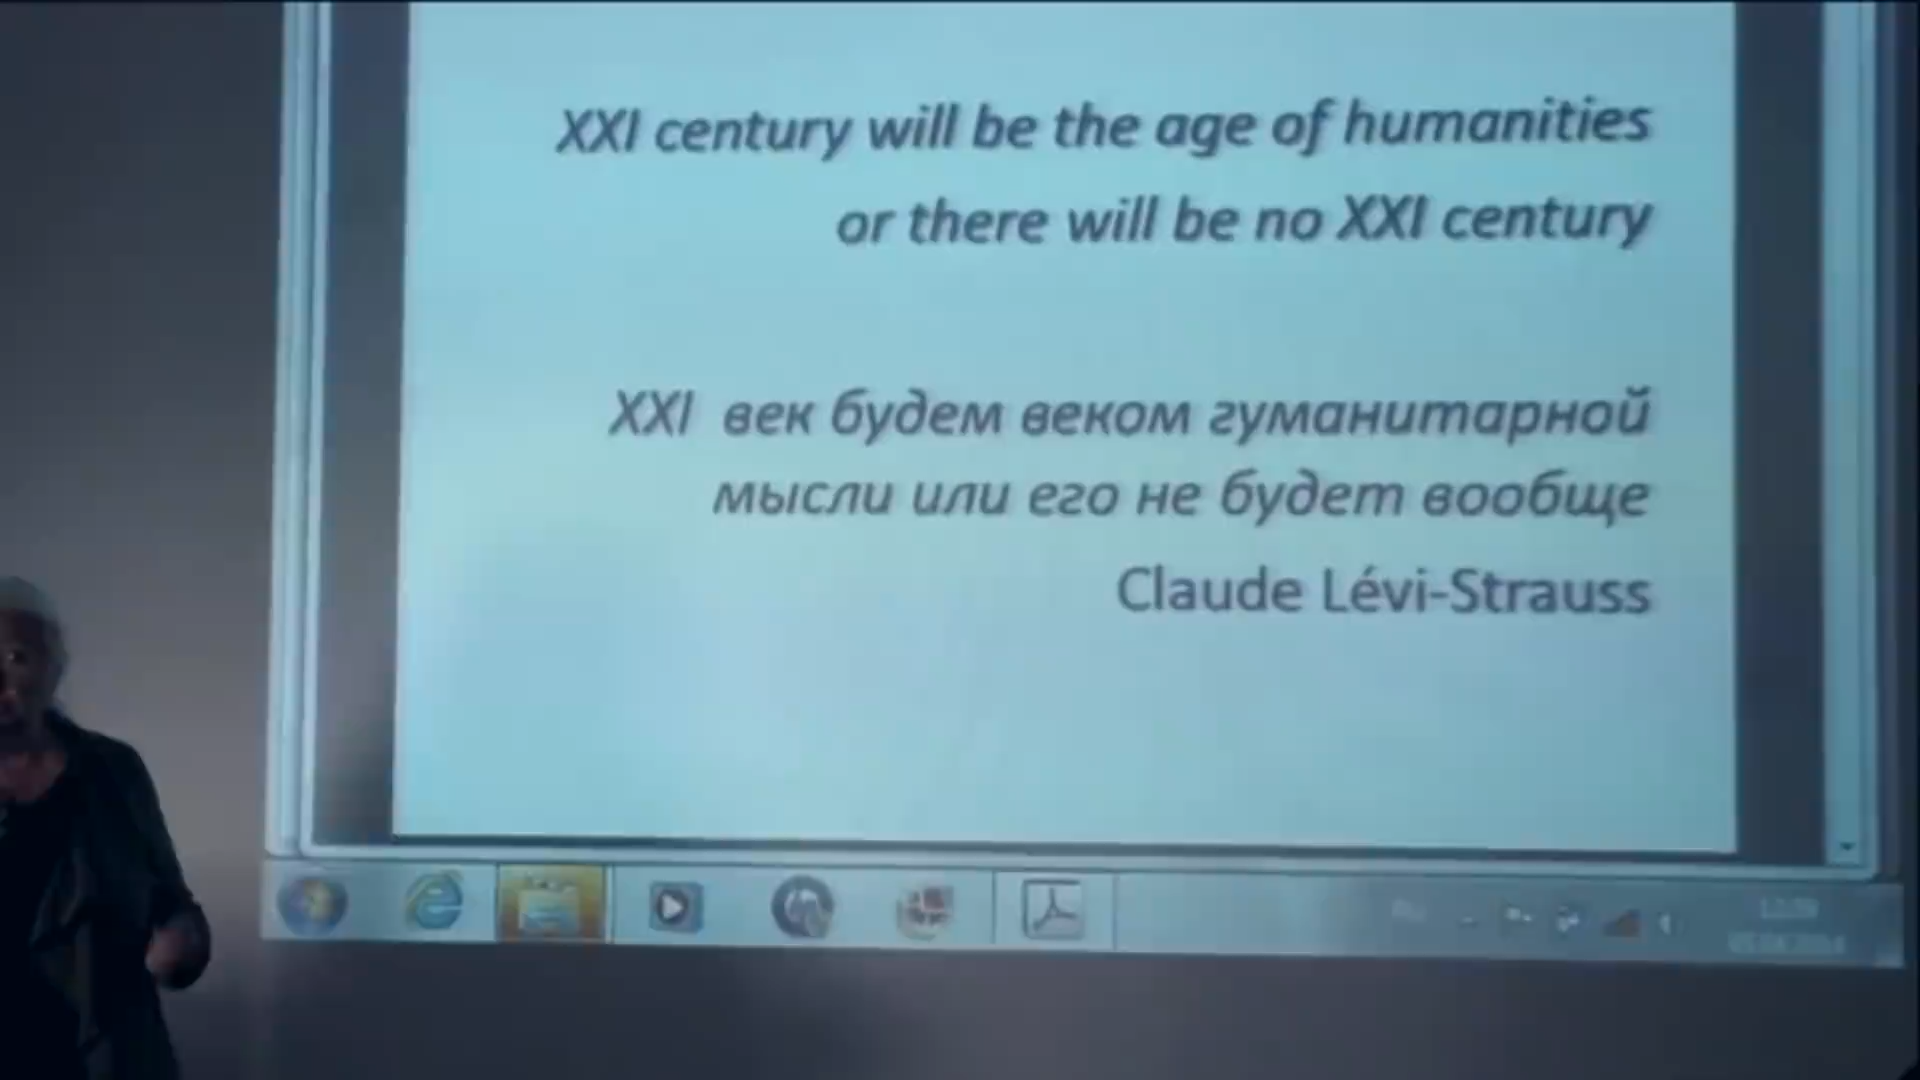 XXI century will be the age of humanities
or there will be no XXI century
XXI век будет веком гуманитарной
мысли или его не будет вообще
Claude Lévi-Strauss